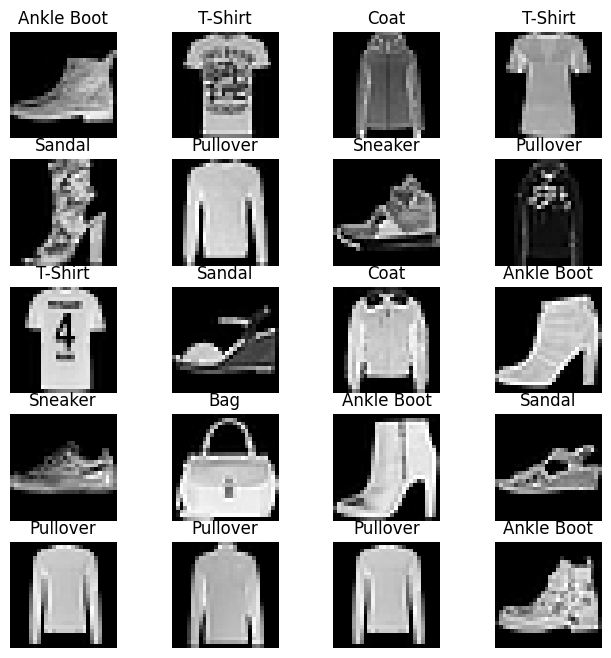 Ankle Boot T-Shirt Coat T-Shirt
Sandal Pullover Sneaker Pullover
T-Shirt Sandal Coat Ankle Boot
4
Sneaker Bag Ankle Boot Sandal
Pullover Pullover Pullover Ankle Boot